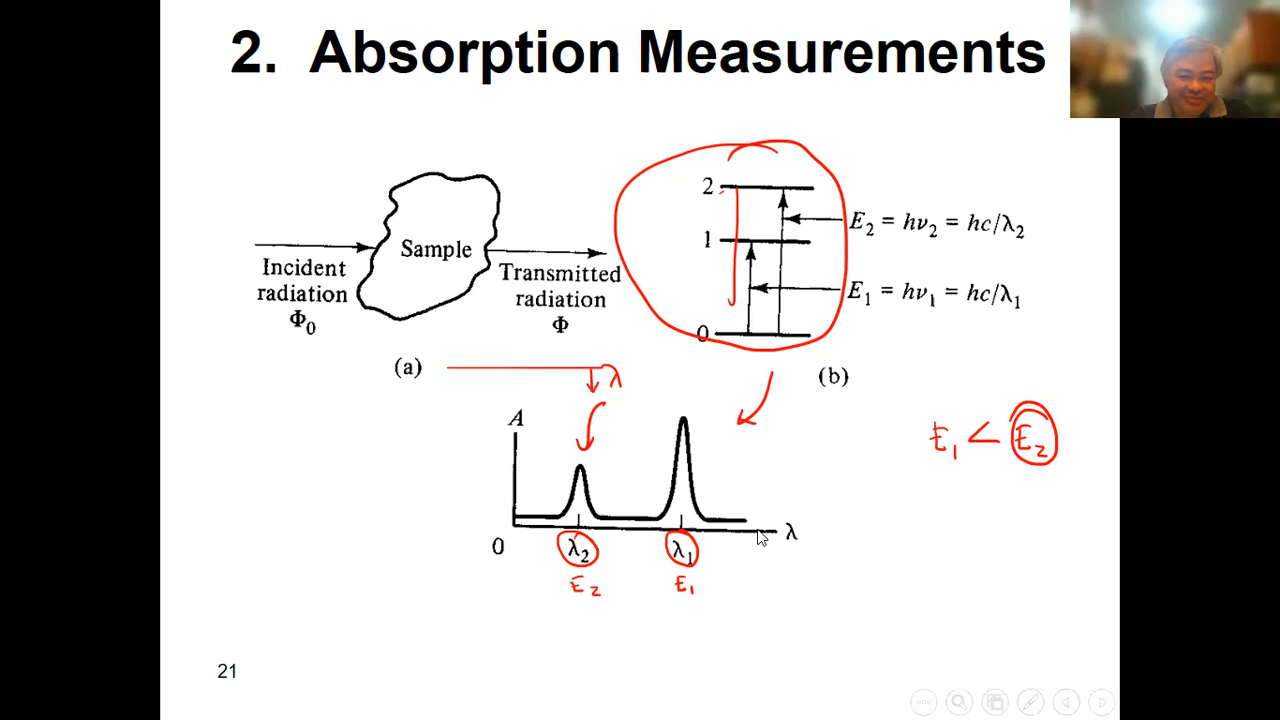 2. Absorption Measurements
Incident
radiation
Φ₀
Sample
Transmitted
radiation
Φ
(a)
2
1
0
E₂ = hν₂ = hc/λ₂
E₁ = hν₁ = hc/λ₁
(b)
λ
E₁ < E₂
A
0
λ₂
λ₁
λ
E₂
E₁
21